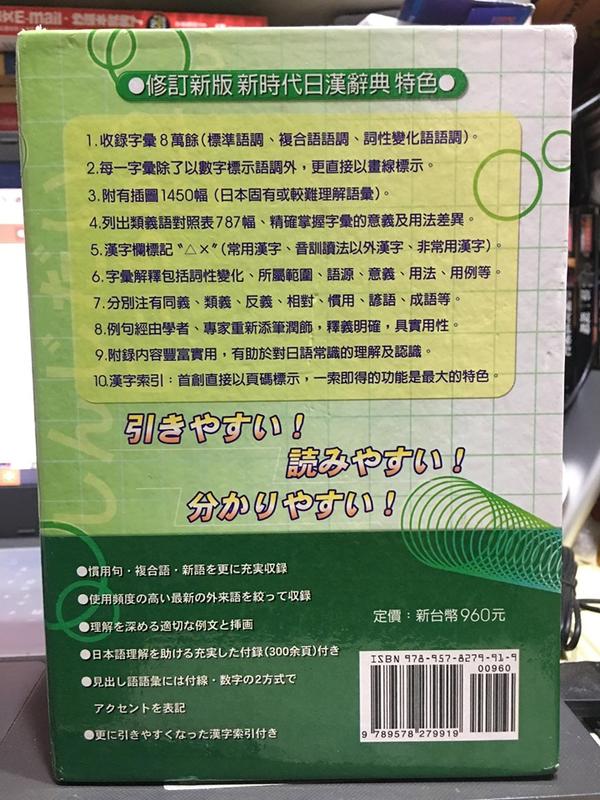 文E-mail，
●修訂新版 新時代日漢辭典 特色●
1.收錄字彙8萬餘(標準語調、複合語語調、詞性變化語語調)。
2.每一字彙除了以數字標示語調外，更直接以畫線標示。
3.附有插圖1450幅（日本固有或較難理解語彙）。
4.列出類義語對照表787幅、精確掌握字彙的意義及用法差異。
5.漢字欄標記〝△×〞(常用漢字、音訓讀法以外漢字、非常用漢字)。
6.字彙解釋包括詞性變化、所屬範圍、語源、意義、用法、用例等。
7.分別注有同義、類義、反義、相對、慣用、諺語、成語等。
8.例句經由學者、專家重新添筆潤飾，釋義明確，具實用性。
9.附錄内容豐富實用，有助於對日語常識的理解及認識。
10.漢字索引：首創直接以頁碼標示，一索即得的功能是最大的特色。
引きやすい！
読みやすい！
分かりやすい！
●慣用句・複合語・新語を更に充実収録
●使用頻度の高い最新の外来語を絞って収録
●理解を深める適切な例文と挿画
●日本語理解を助ける充実した付録(300余頁)付き
●見出し語語彙には付線・数字の2方式で
アクセントを表記
●更に引きやすくなった漢字索引付き
定價：新台幣960元
ISBN 978-957-8279-91-9
00960
9 789578 279919